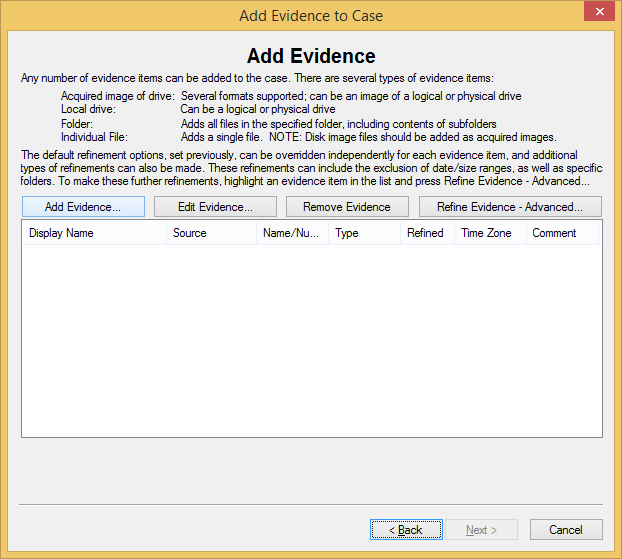 Add Evidence to Case
Add Evidence
Any number of evidence items can be added to the case. There are several types of evidence items:
Acquired image of drive: Several formats supported; can be an image of a logical or physical drive
Local drive: Can be a logical or physical drive
Folder: Adds all files in the specified folder, including contents of subfolders
Individual File: Adds a single file. NOTE: Disk image files should be added as acquired images.
The default refinement options, set previously, can be overridden independently for each evidence item, and additional
types of refinements can also be made. These refinements can include the exclusion of date/size ranges, as well as specific
folders. To make these further refinements, highlight an evidence item in the list and press Refine Evidence - Advanced...
Add Evidence... Edit Evidence... Remove Evidence Refine Evidence - Advanced...
Display Name Source Name/Nu... Type Refined Time Zone Comment
< Back Next > Cancel